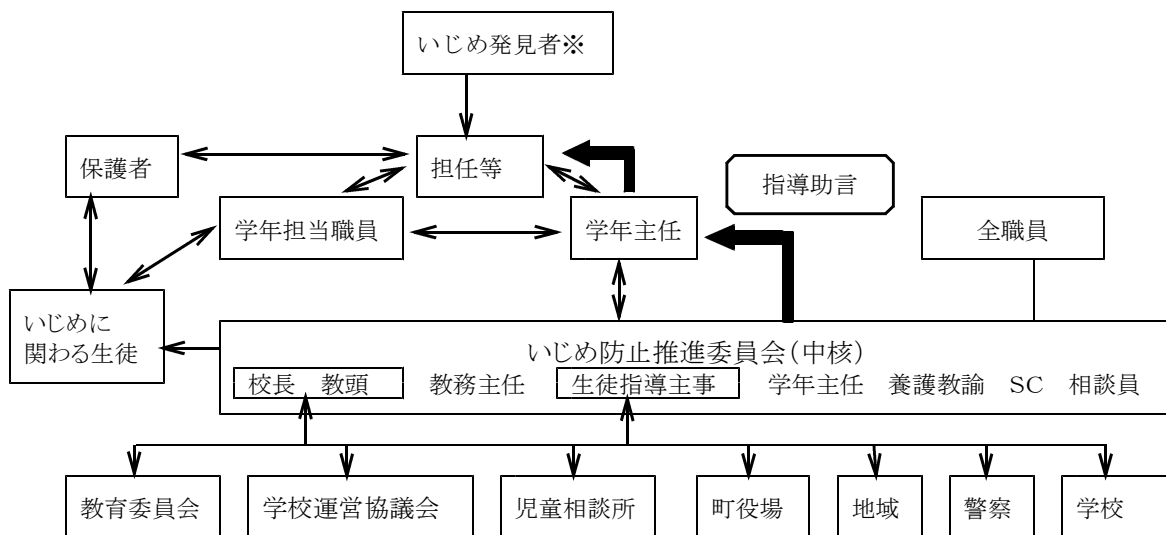 いじめ発見者※
保護者
担任等
指導助言
学年担当職員
学年主任
全職員
いじめに
関わる生徒
いじめ防止推進委員会(中核)
校長　教頭　教務主任　生徒指導主事　学年主任　養護教諭　SC　相談員
教育委員会
学校運営協議会
児童相談所
町役場
地域
警察
学校